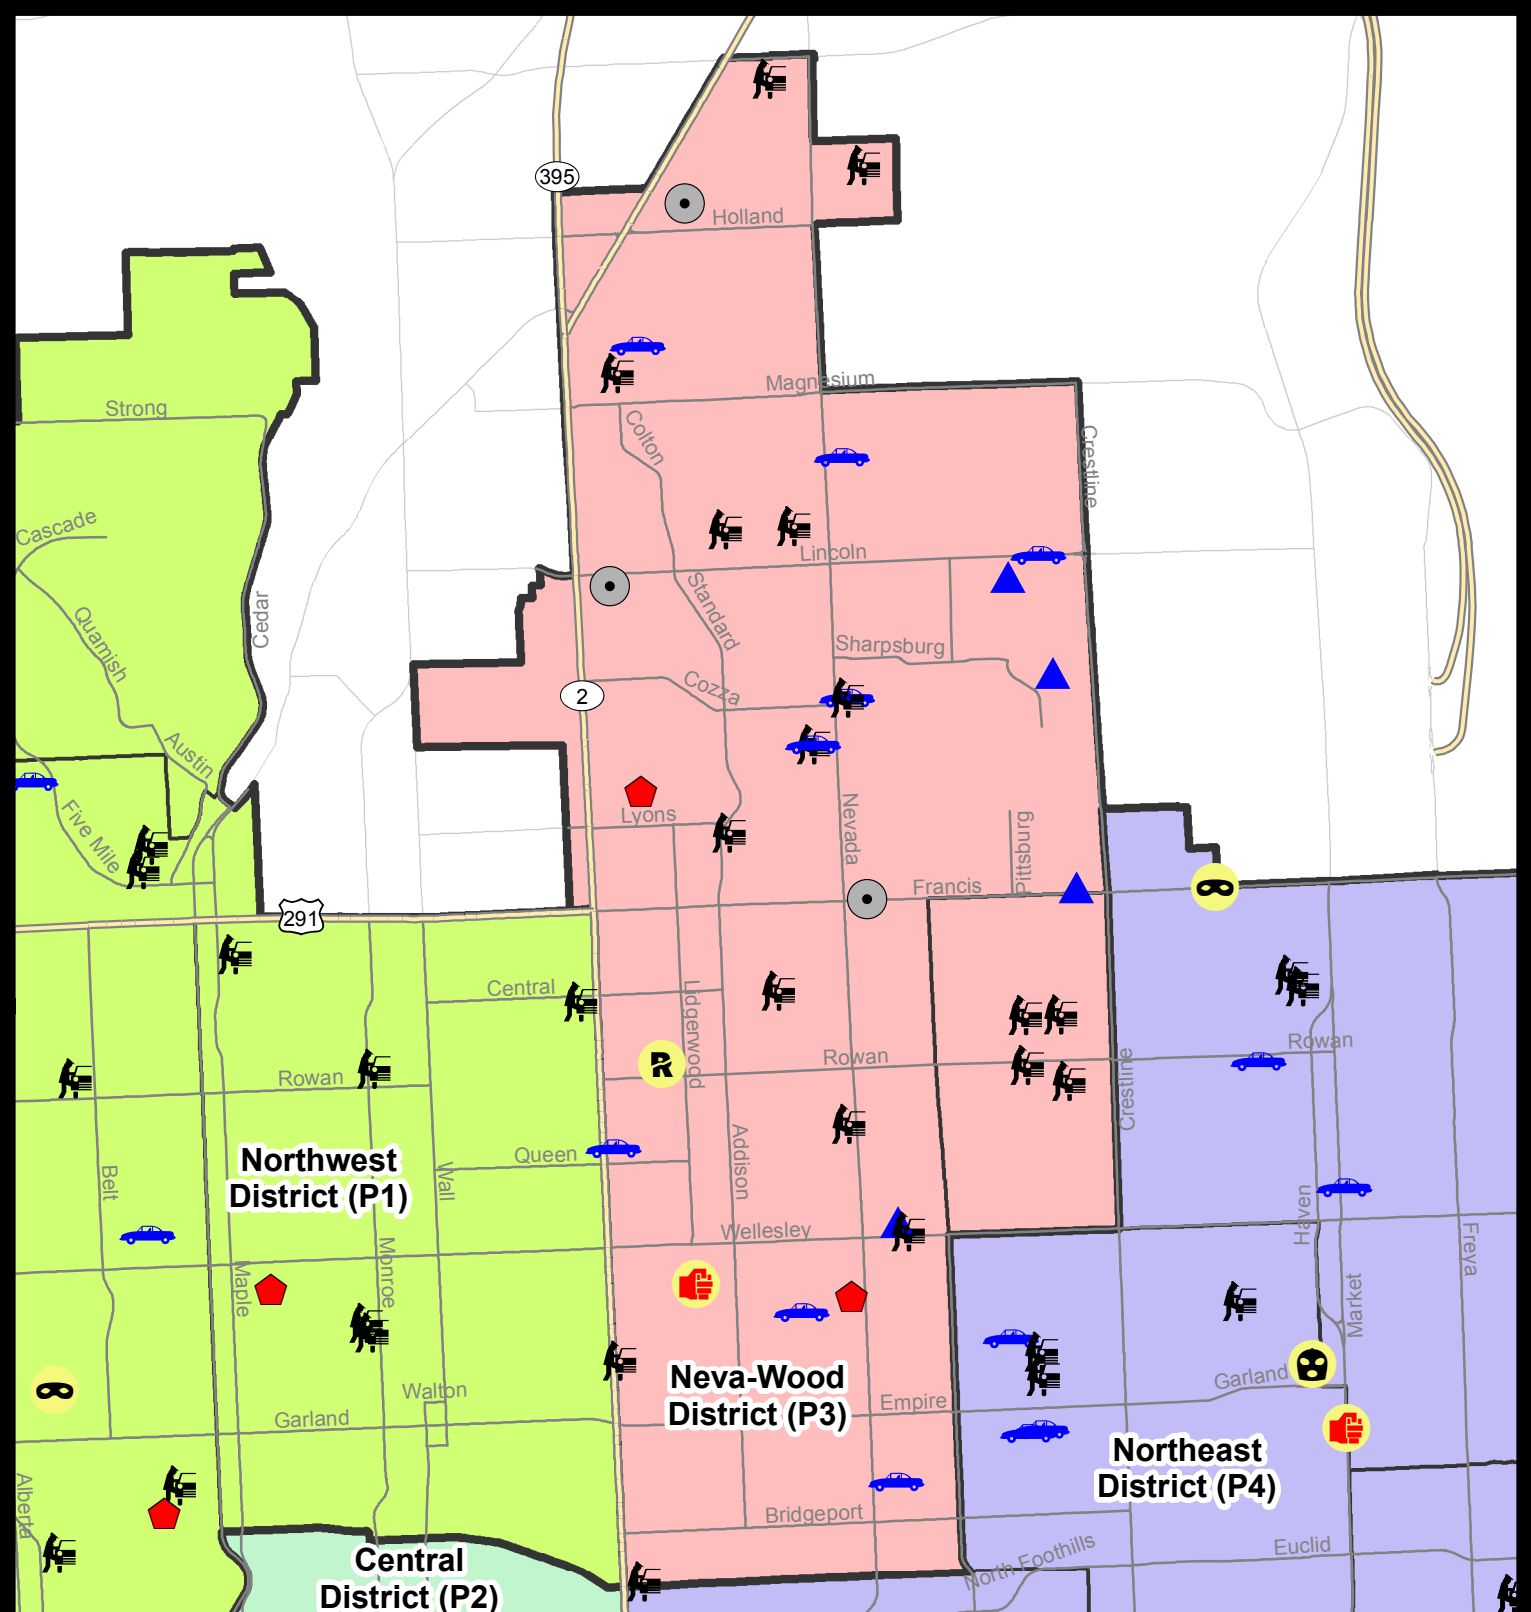 395
Holland
Magnesium
Strong
Colton
Crestline
Cascade
Lincoln
Standard
Cedar
Quamish
Sharpsburg
Cozza
2
Austin
Five Mile
Lyons
Nevada
Pittsburg
Francis
291
Central
Lidgerwood
Rowan
Rowan
Rowan
Crestline
Northwest
District (P1)
Queen
Belt
Wall
Addison
Wellesley
Haven
Freya
Maple
Monroe
Market
Neva-Wood
District (P3)
Walton
Garland
Empire
Garland
Northeast
District (P4)
Alberta
Bridgeport
Central
District (P2)
North Foothills
Euclid
R